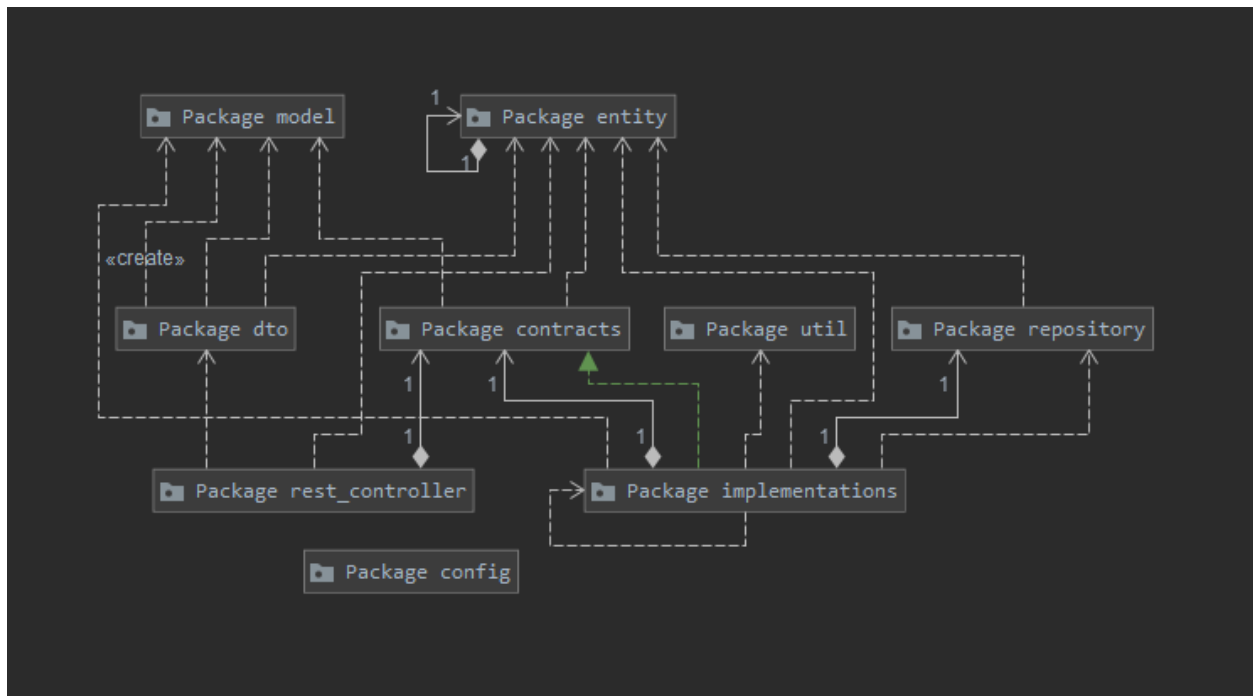 1
Package model
Package entity
1
«create»
Package dto
Package contracts
Package util
Package repository
1
1
1
1
1
1
Package rest_controller
Package implementations
Package config